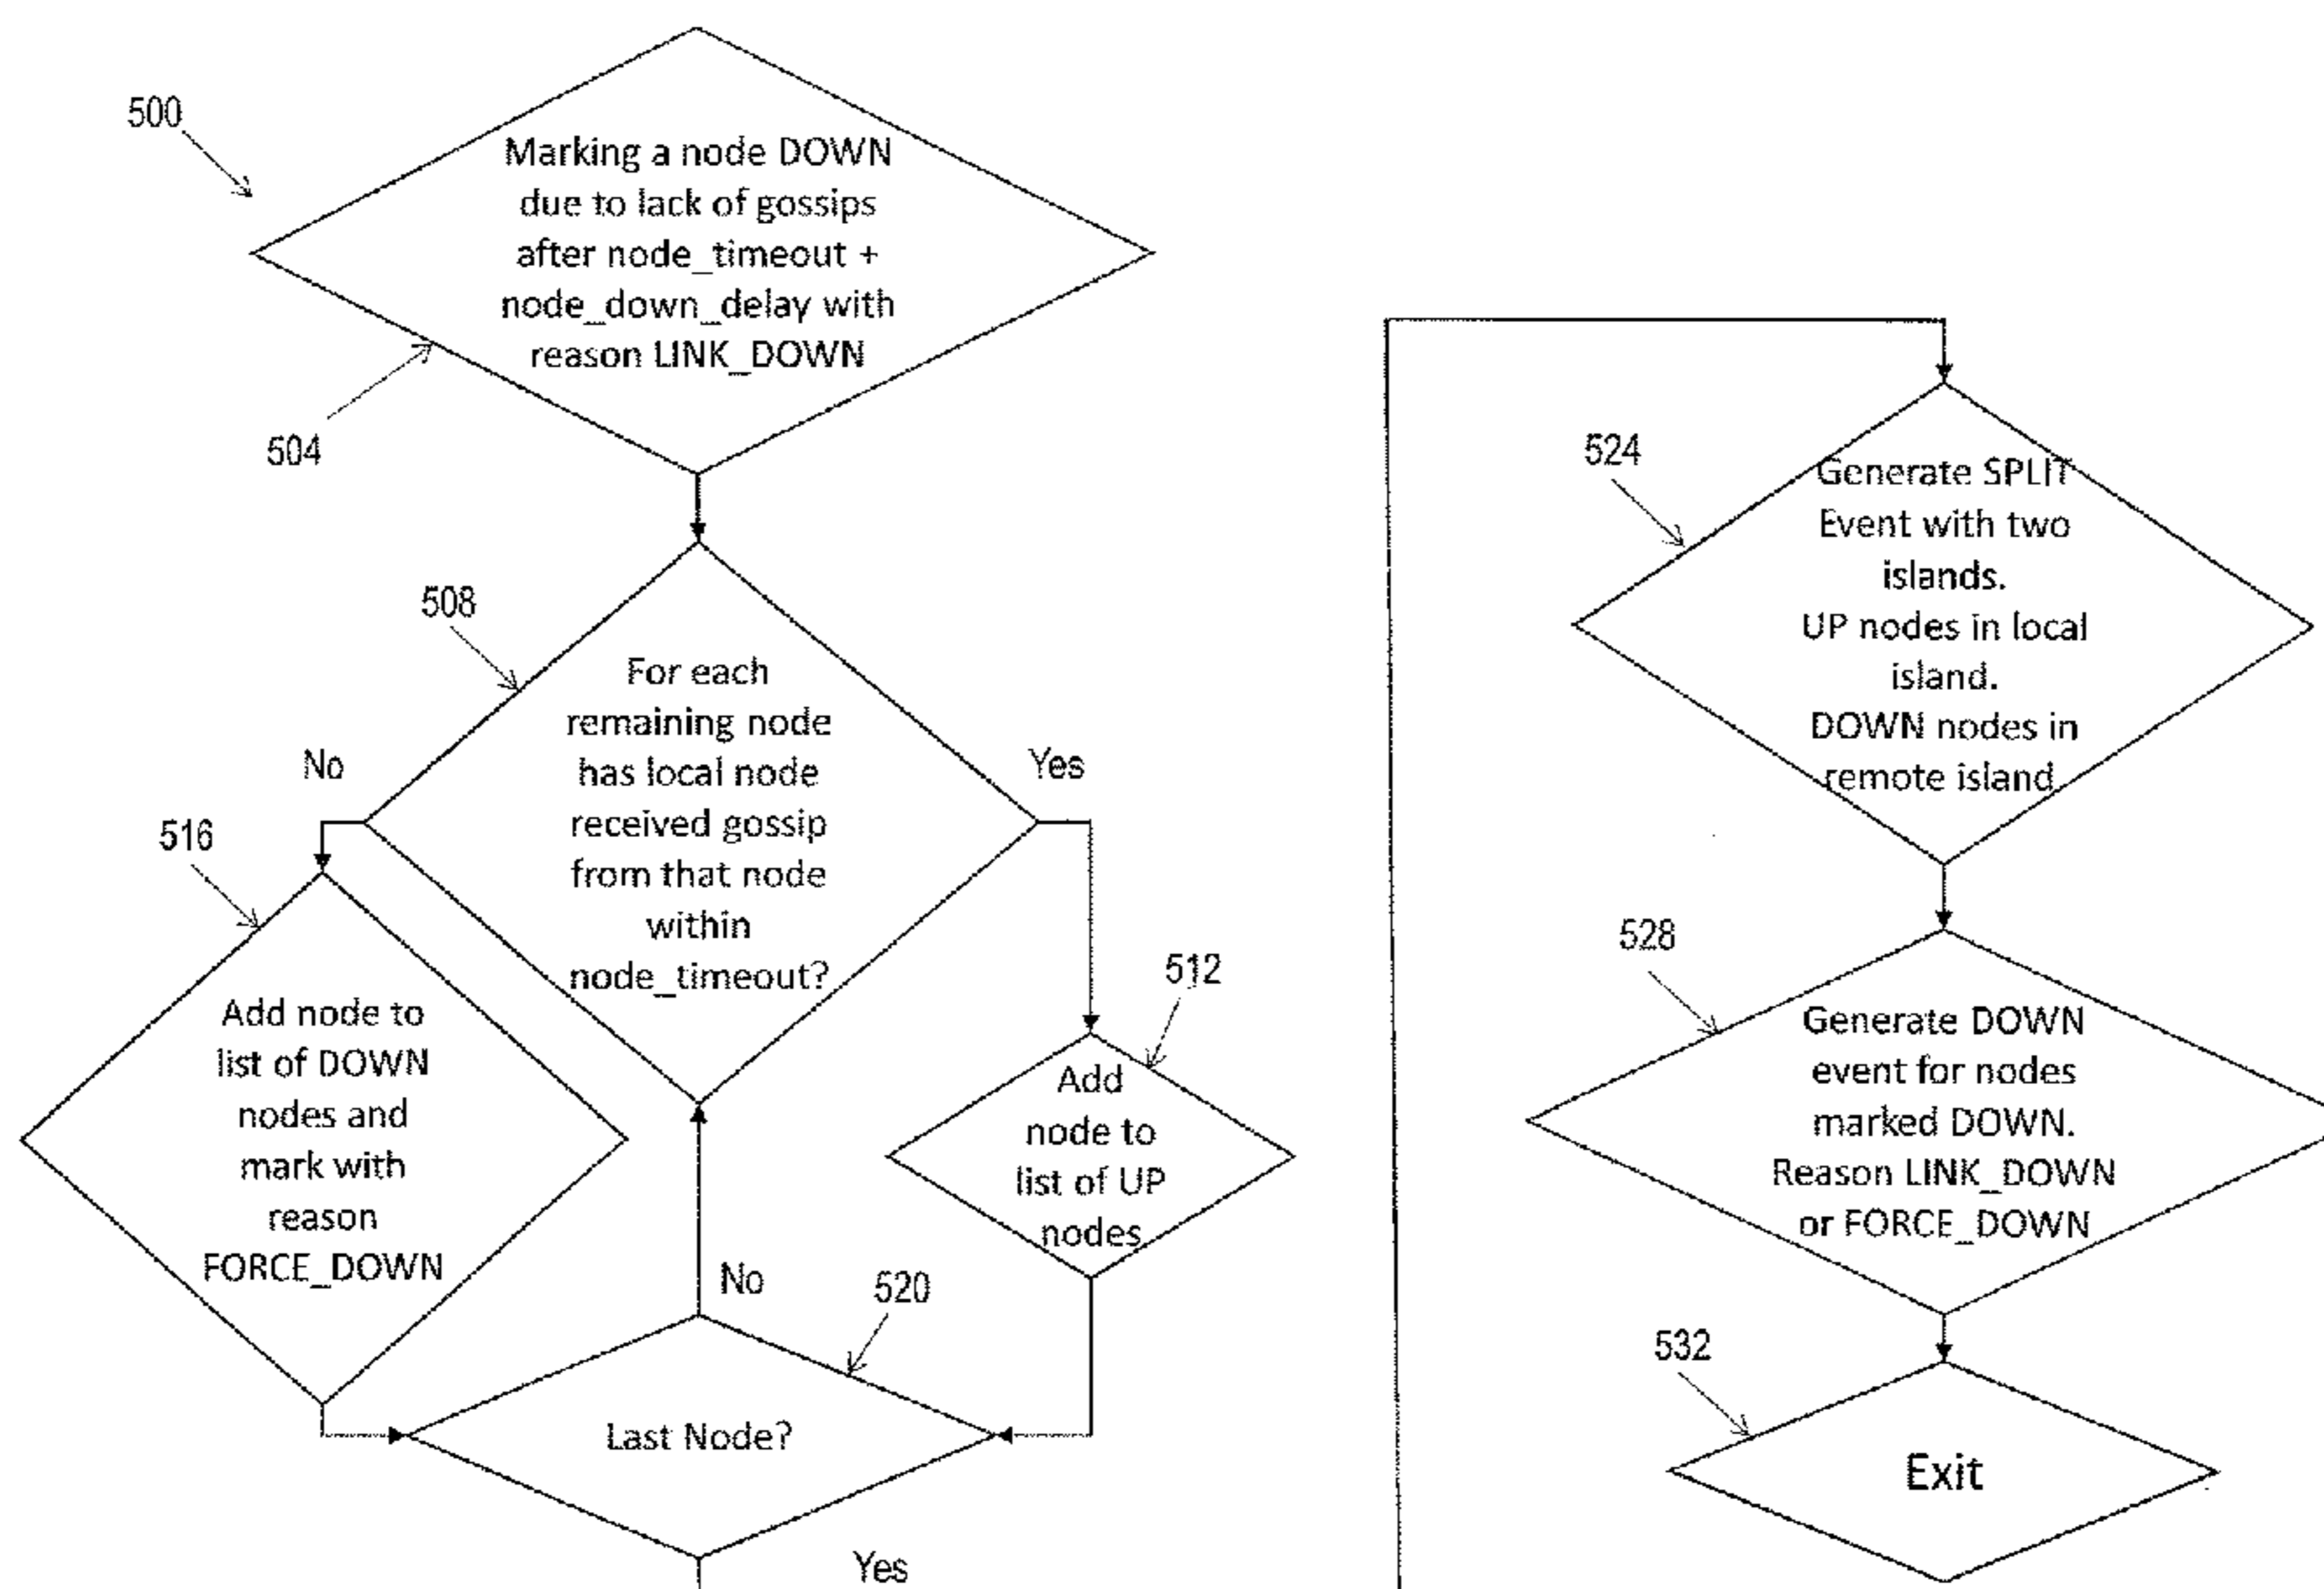 500
Marking a node DOWN
due to lack of gossips
after node_timeout +
node_down_delay with
reason LINK_DOWN
504
508
For each
remaining node
has local node
received gossip
from that node
within
node_timeout?
No
Yes
516
Add node to
list of DOWN
nodes and
mark with
reason
FORCE_DOWN
512
Add
node to
list of UP
nodes
No
520
Last Node?
Yes
524
Generate SPLIT
Event with two
islands.
UP nodes in local
island.
DOWN nodes in
remote island
528
Generate DOWN
event for nodes
marked DOWN.
Reason LINK_DOWN
or FORCE_DOWN
532
Exit